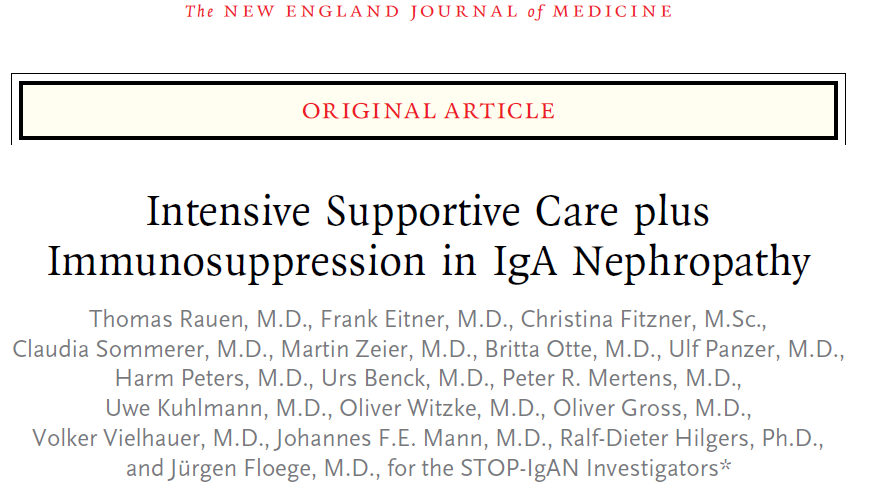 The NEW ENGLAND JOURNAL of MEDICINE
ORIGINAL ARTICLE
Intensive Supportive Care plus
Immunosuppression in IgA Nephropathy
Thomas Rauen, M.D., Frank Eitner, M.D., Christina Fitzner, M.Sc.,
Claudia Sommerer, M.D., Martin Zeier, M.D., Britta Otte, M.D., Ulf Panzer, M.D.,
Harm Peters, M.D., Urs Benck, M.D., Peter R. Mertens, M.D.,
Uwe Kuhlmann, M.D., Oliver Witzke, M.D., Oliver Gross, M.D.,
Volker Vielhauer, M.D., Johannes F.E. Mann, M.D., Ralf-Dieter Hilgers, Ph.D.,
and Jürgen Floege, M.D., for the STOP-IgAN Investigators*